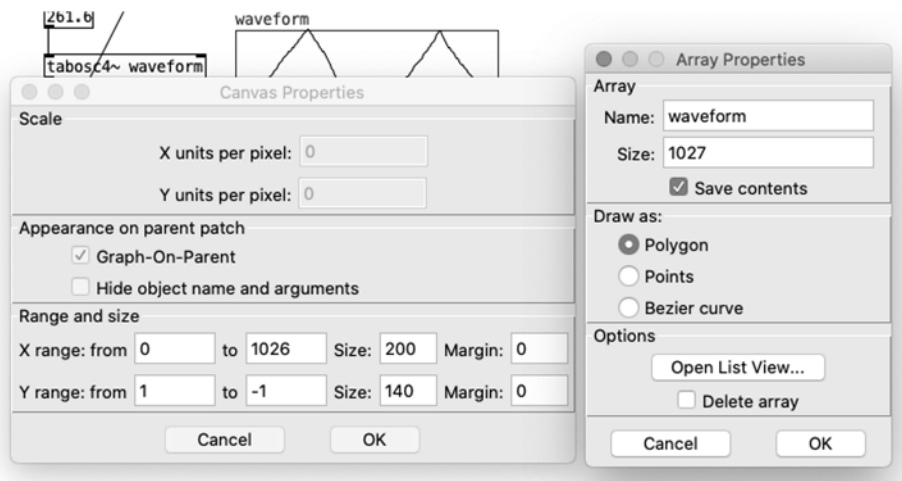 261.6
waveform
tabosc4~ waveform
Canvas Properties
Scale
X units per pixel: 0
Y units per pixel: 0
Appearance on parent patch
Graph-On-Parent
Hide object name and arguments
Range and size
X range: from 0 to 1026 Size: 200 Margin: 0
Y range: from 1 to -1 Size: 140 Margin: 0
Cancel OK
Array Properties
Array
Name: waveform
Size: 1027
Save contents
Draw as:
Polygon
Points
Bezier curve
Options
Open List View...
Delete array
Cancel OK